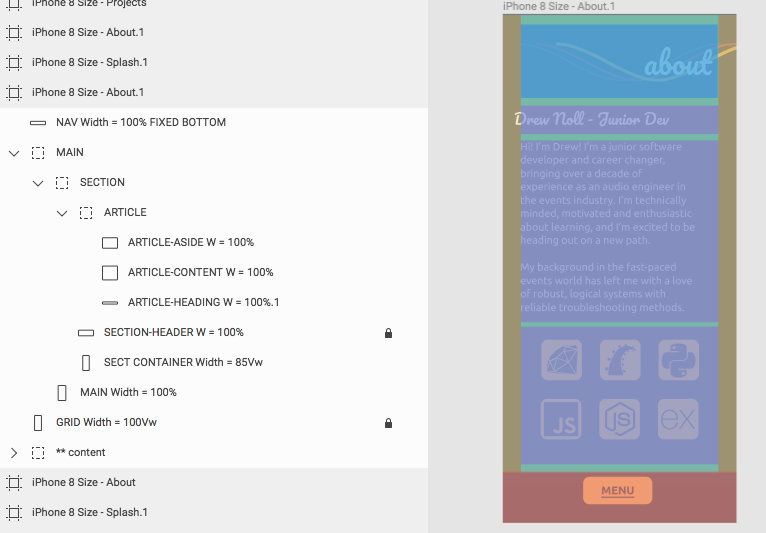 iPhone 8 Size - Projects
iPhone 8 Size - About.1
iPhone 8 Size - Splash.1
iPhone 8 Size - About.1
NAV Width = 100% FIXED BOTTOM
MAIN
SECTION
ARTICLE
ARTICLE-ASIDE W = 100%
ARTICLE-CONTENT W = 100%
ARTICLE-HEADING W = 100%.1
SECTION-HEADER W = 100%
SECT CONTAINER Width = 85Vw
MAIN Width = 100%
GRID Width = 100Vw
** content
iPhone 8 Size - About
iPhone 8 Size - Splash.1
iPhone 8 Size - About.1
about
Drew Noll - Junior Dev
Hi! I'm Drew! I'm a junior software
developer and career changer,
bringing over a decade of
experience as an audio engineer in
the events industry. I'm technically
minded, motivated and enthusiastic
about learning, and I'm excited to be
heading out on a new path.
My background in the fast-paced
events world has left me with a love
of robust, logical systems with
reliable troubleshooting methods.
JS
JS
ex
MENU